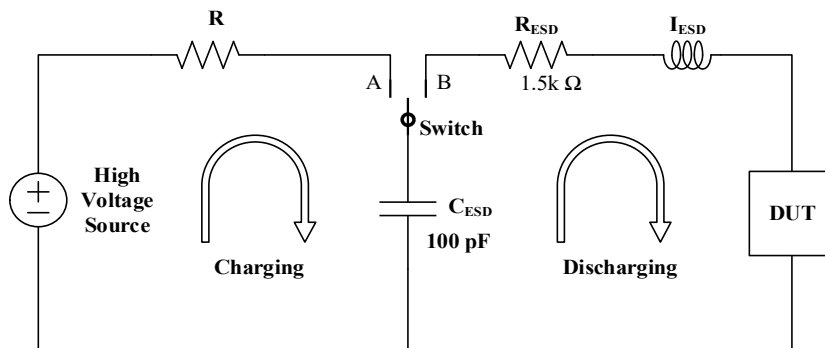 R
R_ESD
I_ESD
A
B
1.5k Ω
Switch
High
Voltage
Source
C_ESD
DUT
100 pF
Charging
Discharging